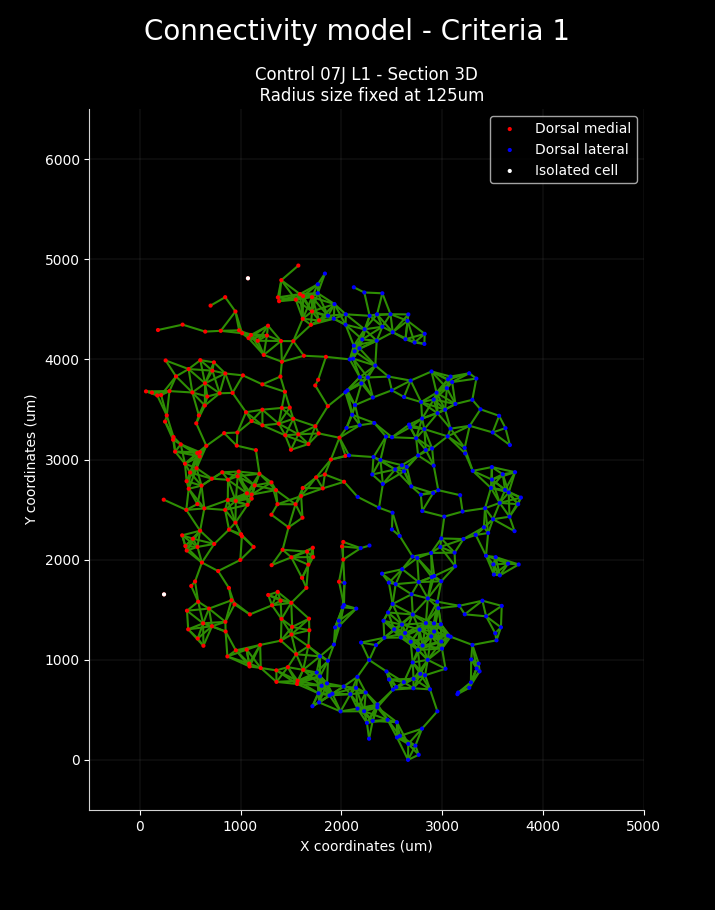 Connectivity model - Criteria 1
Control 07J L1 - Section 3D
Radius size fixed at 125um
Dorsal medial
Dorsal lateral
Isolated cell
6000
5000
4000
3000
2000
1000
0
Y coordinates (um)
0 1000 2000 3000 4000 5000
X coordinates (um)